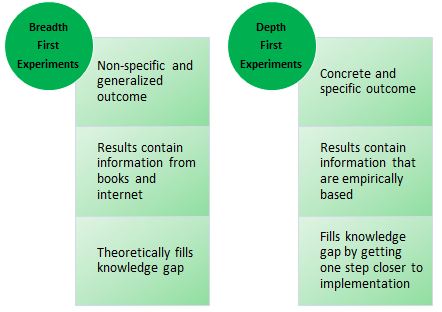 Breadth
First
Experiments
Non-specific and
generalized
outcome
Results contain
information from
books and
internet
Theoretically fills
knowledge gap
Depth
First
Experiments
Concrete and
specific outcome
Results contain
information that
are empirically
based
Fills knowledge
gap by getting
one step closer to
implementation